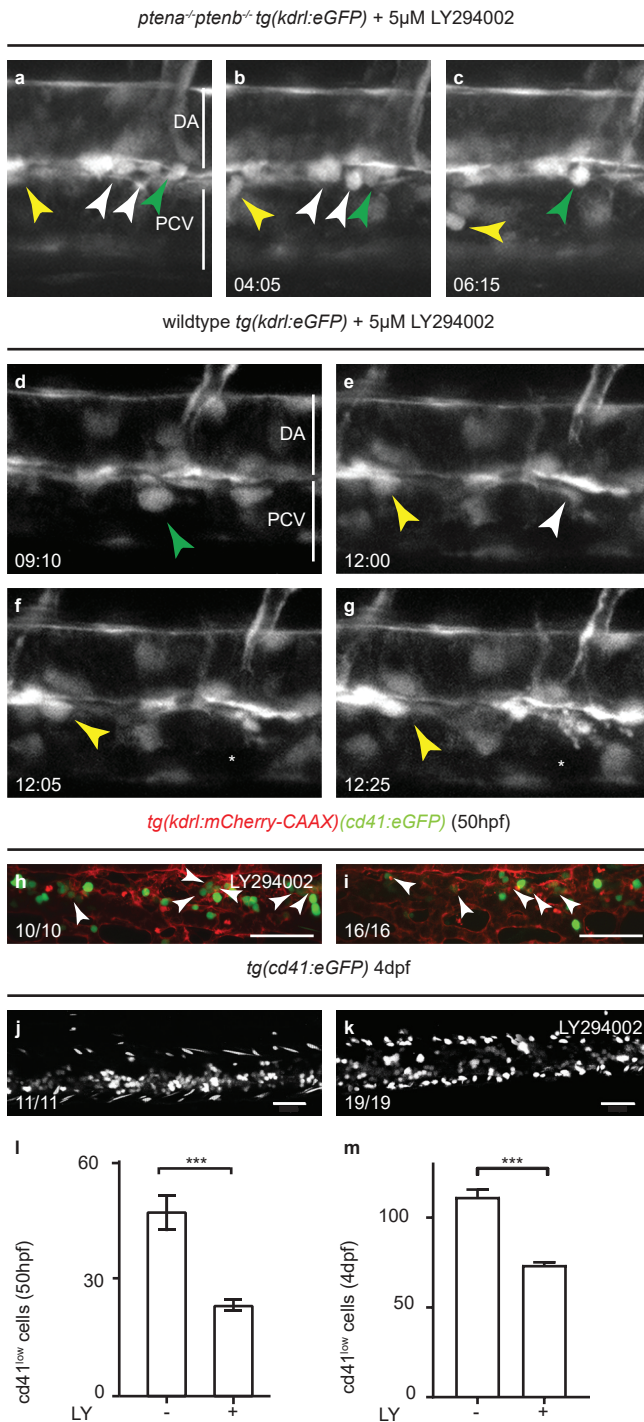 ptena-/-ptenb-/- tg(kdrl:eGFP) + 5µM LY294002
a b c
DA
PCV
04:05 06:15
wildtype tg(kdrl:eGFP) + 5µM LY294002
d e
DA
PCV
09:10 12:00
f g
* *
12:05 12:25
tg(kdrl:mCherry-CAAX)(cd41:eGFP) (50hpf)
h LY294002 i
10/10 16/16
tg(cd41:eGFP) 4dpf
j k LY294002
11/11 19/19
l m
60
30
0
cd41low cells (50hpf)
***
LY - +
100
50
0
cd41low cells (4dpf)
***
LY - +